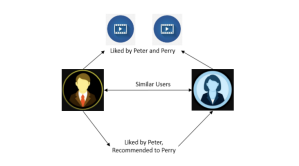 Liked by Peter and Perry
Similar Users
Liked by Peter,
Recommended to Perry